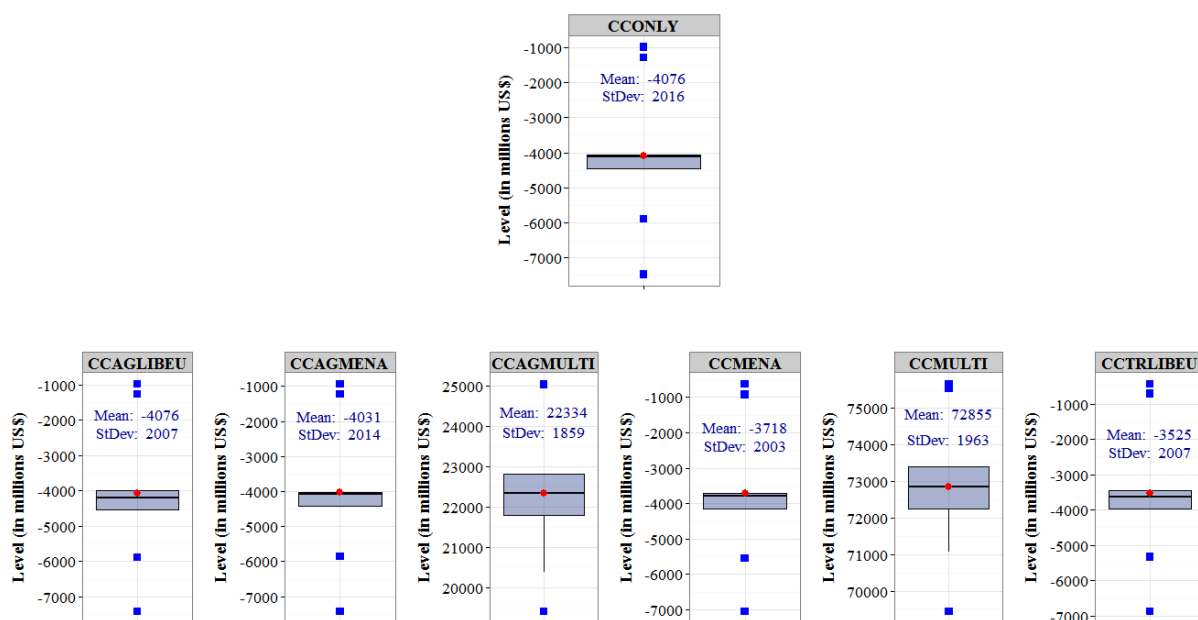 CCONLY
Level (in millions US$)
-1000
-2000
-3000
-4000
-5000
-6000
-7000
Mean: -4076
StDev: 2016
CCAGLIBEU
Level (in millions US$)
-1000
-2000
-3000
-4000
-5000
-6000
-7000
Mean: -4076
StDev: 2007
CCAGMENA
Level (in millions US$)
-1000
-2000
-3000
-4000
-5000
-6000
-7000
Mean: -4031
StDev: 2014
CCAGMULTI
Level (in millions US$)
25000
24000
23000
22000
21000
20000
Mean: 22334
StDev: 1859
CCMENA
Level (in millions US$)
-1000
-2000
-3000
-4000
-5000
-6000
-7000
Mean: -3718
StDev: 2003
CCMULTI
Level (in millions US$)
75000
74000
73000
72000
71000
70000
Mean: 72855
StDev: 1963
CCTRLIBEU
Level (in millions US$)
-1000
-2000
-3000
-4000
-5000
-6000
-7000
Mean: -3525
StDev: 2007